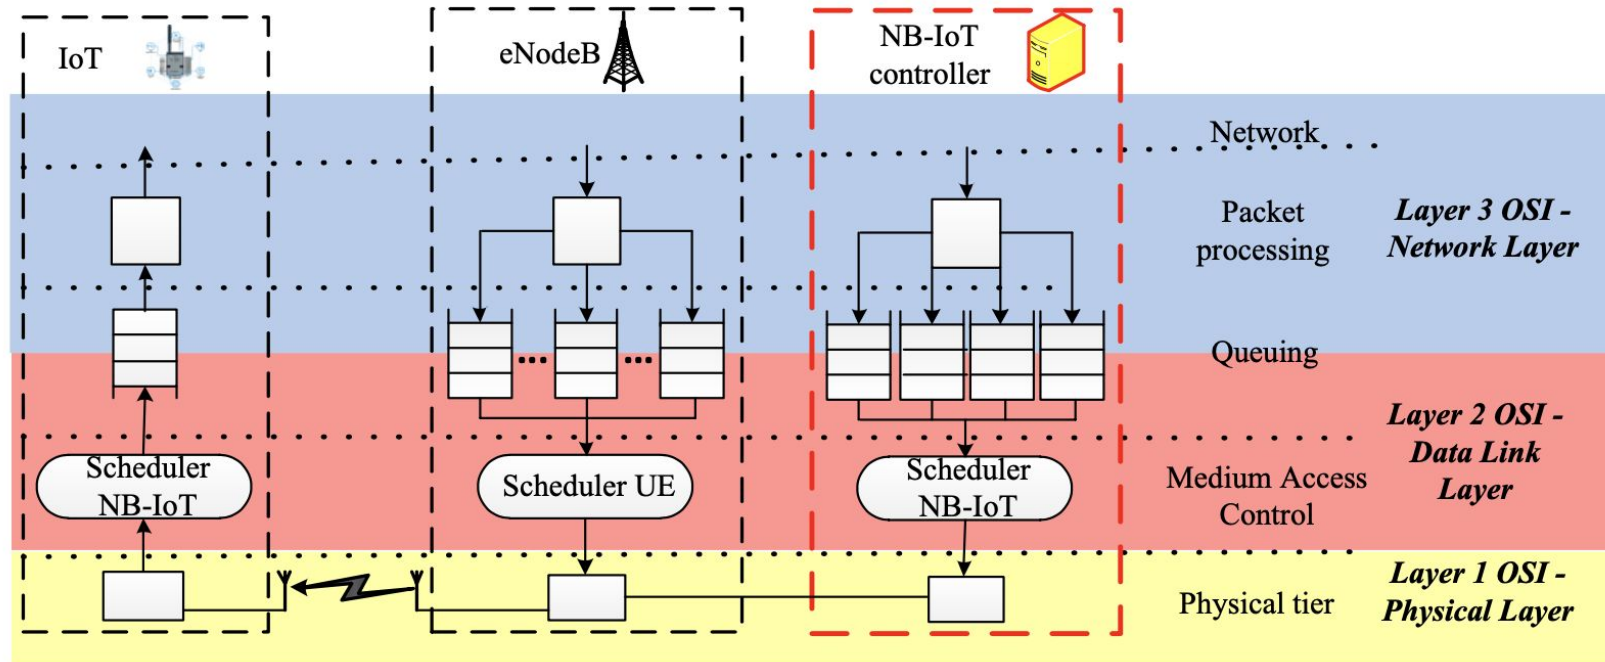 IoT
eNodeB
NB-IoT
controller
Network
Packet
processing
Layer 3 OSI -
Network Layer
Queuing
Layer 2 OSI -
Data Link
Layer
Scheduler
NB-IoT
Scheduler UE
Scheduler
NB-IoT
Medium Access
Control
Layer 1 OSI -
Physical Layer
Physical tier